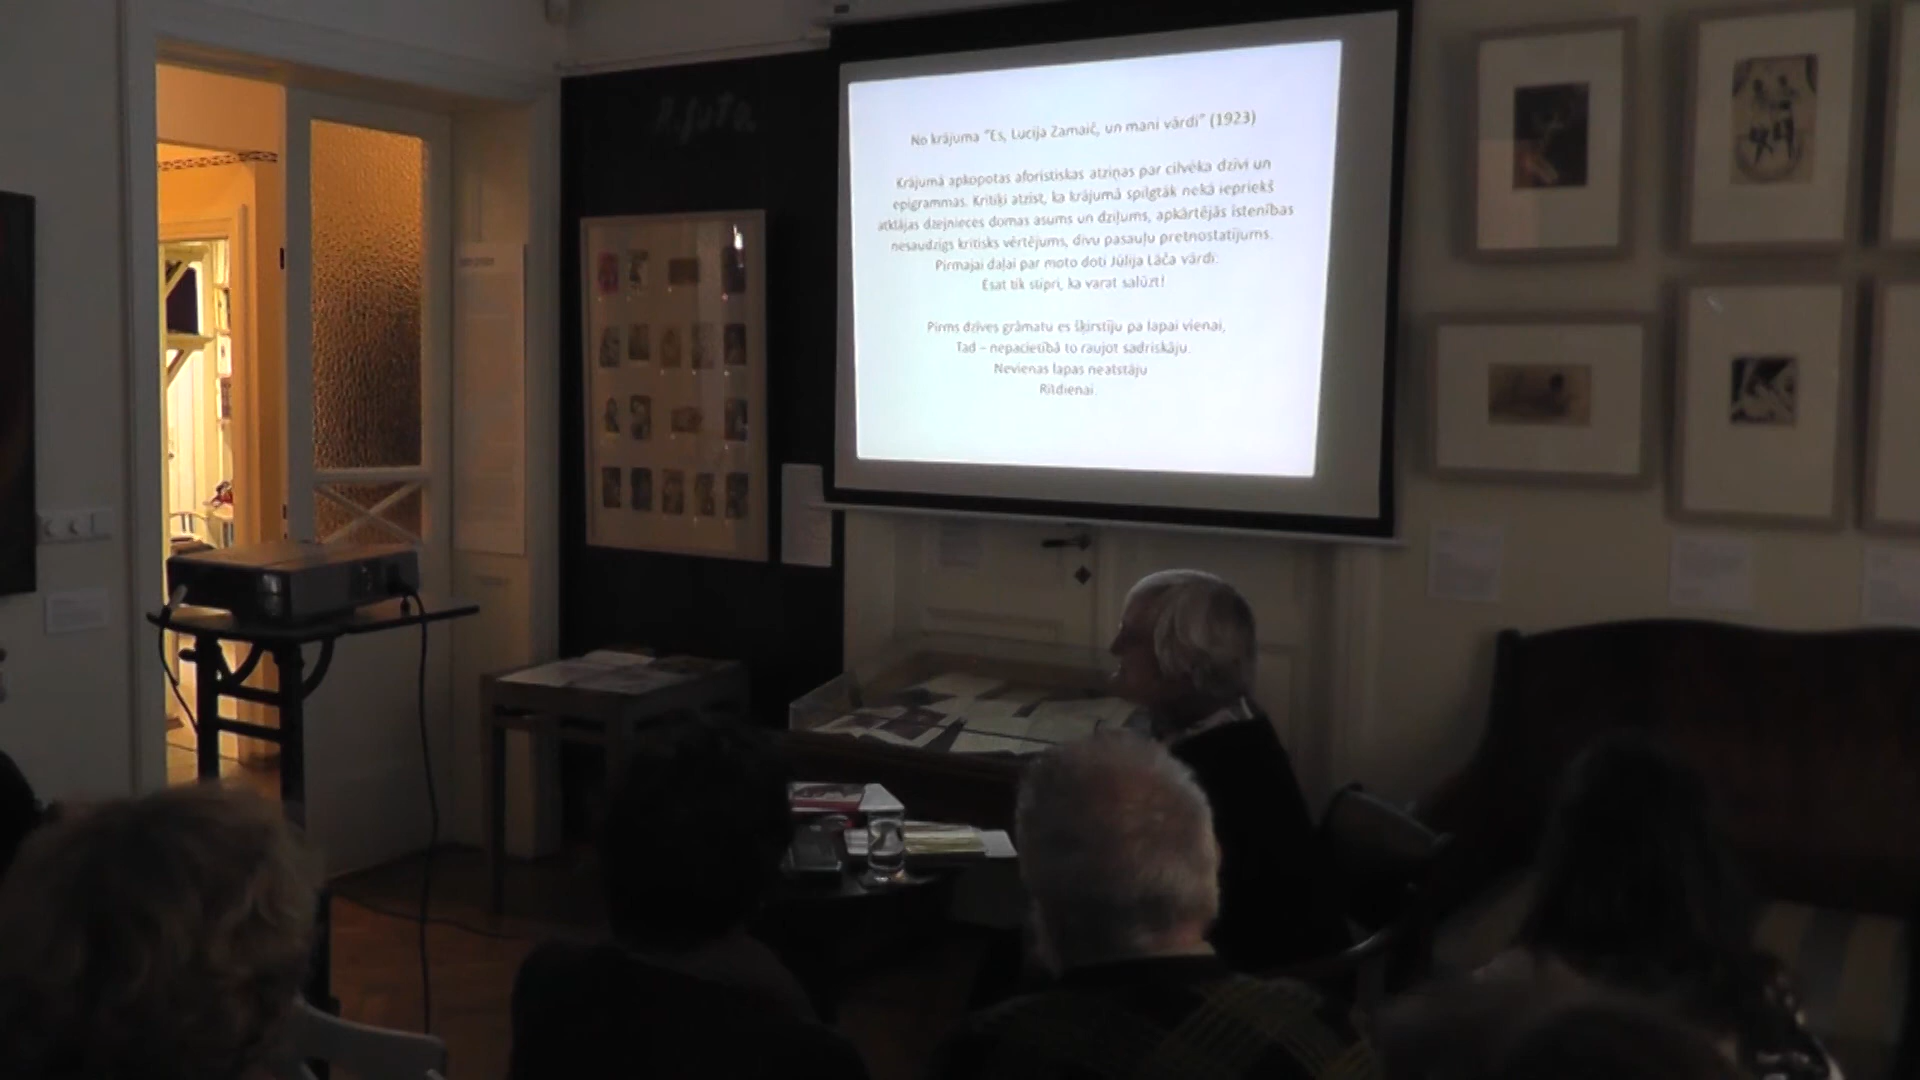 No krājuma “Es, Lucija Zamaič, un mani vārdi” (1923)
Krājumā apkopotas aforistiskas atziņas par cilvēka dzīvi un
epigrammas. Kritiķi atzīst, ka krājumā spilgtāk nekā iepriekš
atklājas dzejnieces domas asums un dziļums, apkārtējās īstenības
nesaudzīgs kritisks vērtējums, divu pasauļu pretnostatījums.
Pirmajai daļai par moto doti Jūlija Lāča vārdi:
Esat tik stipri, ka varat salūzt!
Pirms dzīves grāmatu es šķirstīju pa lapai vienai,
Tad – nepacietībā to raujot sadriskāju.
Nevienas lapas neatstāju
Rītdienai.